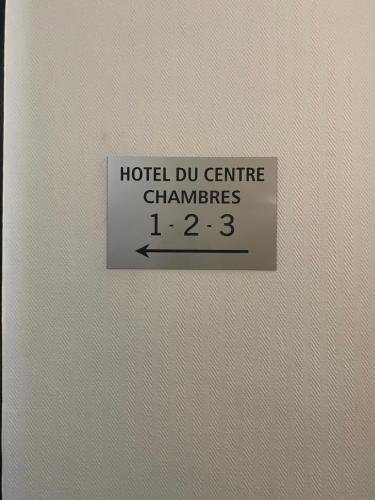 HOTEL DU CENTRE
CHAMBRES
1 - 2 - 3